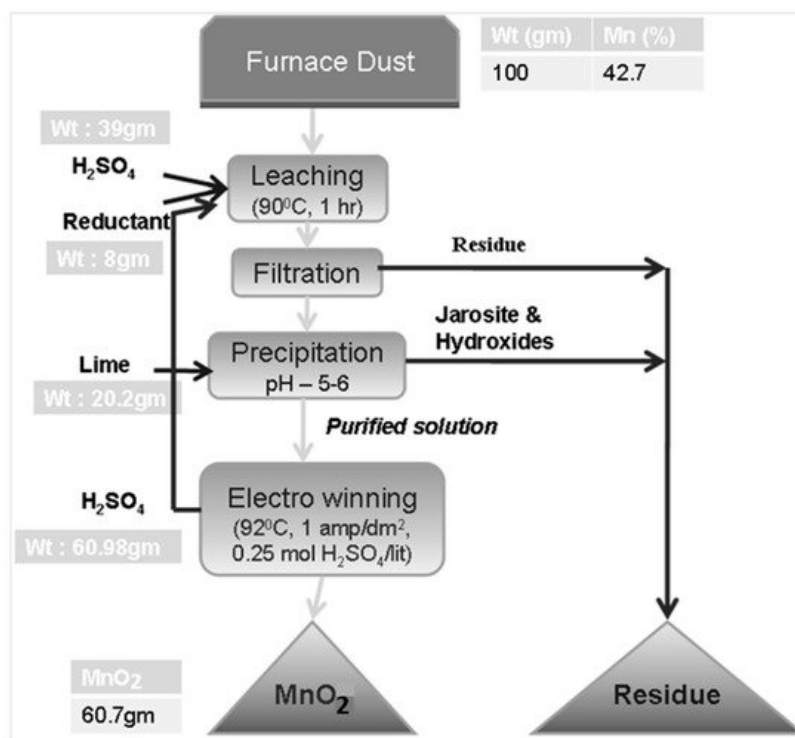 Furnace Dust
Wt (gm) Mn (%)
100 42.7
Wt : 39gm
H₂SO₄
Leaching
(90⁰C, 1 hr)
Reductant
Wt : 8gm
Residue
Filtration
Jarosite &
Hydroxides
Precipitation
pH – 5-6
Lime
Wt : 20.2gm
Purified solution
H₂SO₄
Electro winning
(92⁰C, 1 amp/dm²,
0.25 mol H₂SO₄/lit)
Wt : 60.98gm
MnO₂
60.7gm
MnO₂
Residue